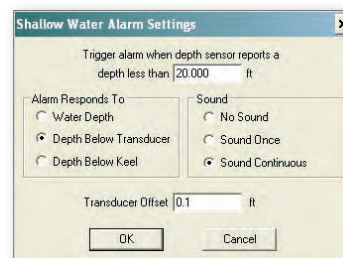 Shallow Water Alarm Settings
Trigger alarm when depth sensor reports a
depth less than 20.000 ft
Alarm Responds To
Water Depth
Depth Below Transducer
Depth Below Keel
Sound
No Sound
Sound Once
Sound Continuous
Transducer Offset 0.1 ft
OK Cancel